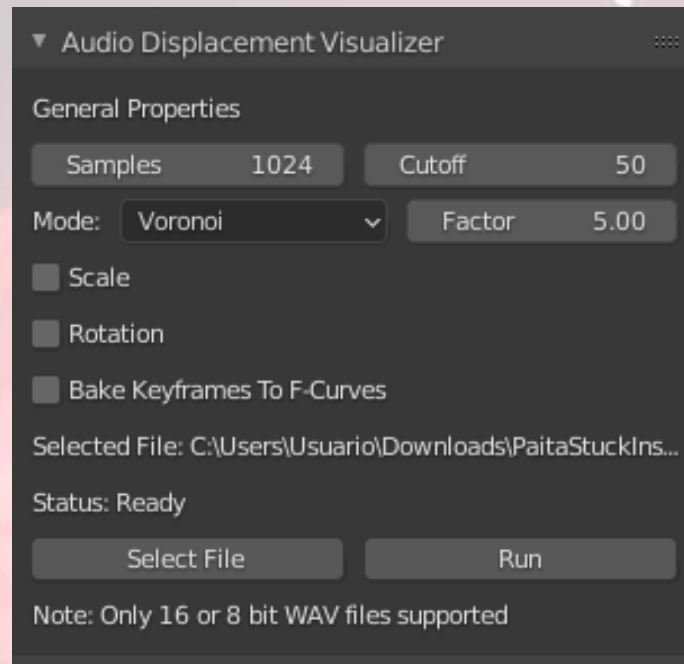 Audio Displacement Visualizer
General Properties
Samples 1024 Cutoff 50
Mode: Voronoi Factor 5.00
Scale
Rotation
Bake Keyframes To F-Curves
Selected File: C:\Users\Usuario\Downloads\PaitaStuckIns...
Status: Ready
Select File Run
Note: Only 16 or 8 bit WAV files supported